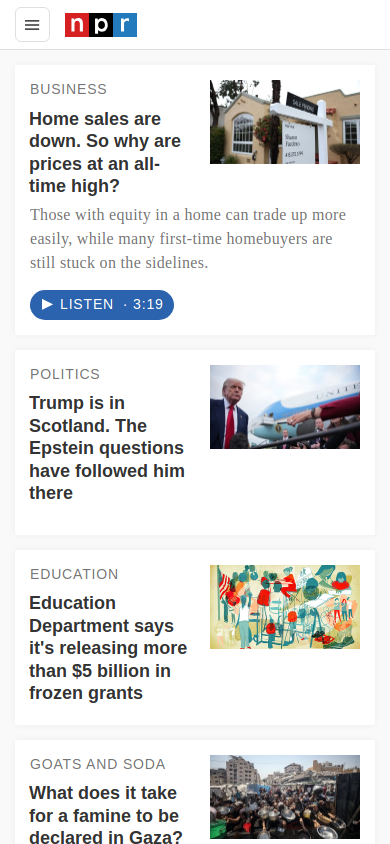 npr
BUSINESS
Home sales are
down. So why are
prices at an all-
time high?
SALE PENDING
Those with equity in a home can trade up more
easily, while many first-time homebuyers are
still stuck on the sidelines.
LISTEN · 3:19
POLITICS
Trump is in
Scotland. The
Epstein questions
have followed him
there
EDUCATION
Education
Department says
it's releasing more
than $5 billion in
frozen grants
GOATS AND SODA
What does it take
for a famine to be
declared in Gaza?